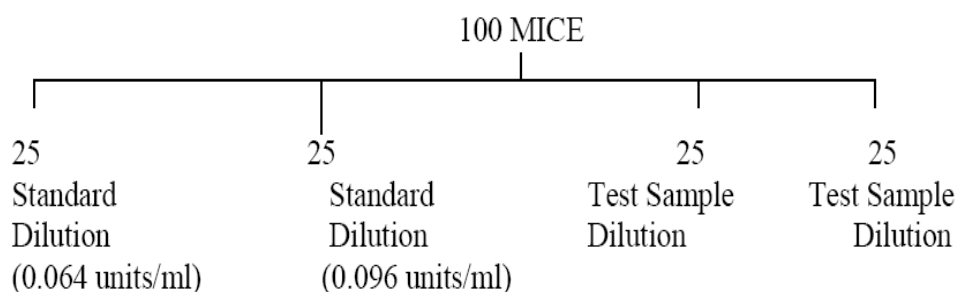 100 MICE
25 25 25 25
Standard Standard Test Sample Test Sample
Dilution Dilution Dilution Dilution
(0.064 units/ml) (0.096 units/ml)